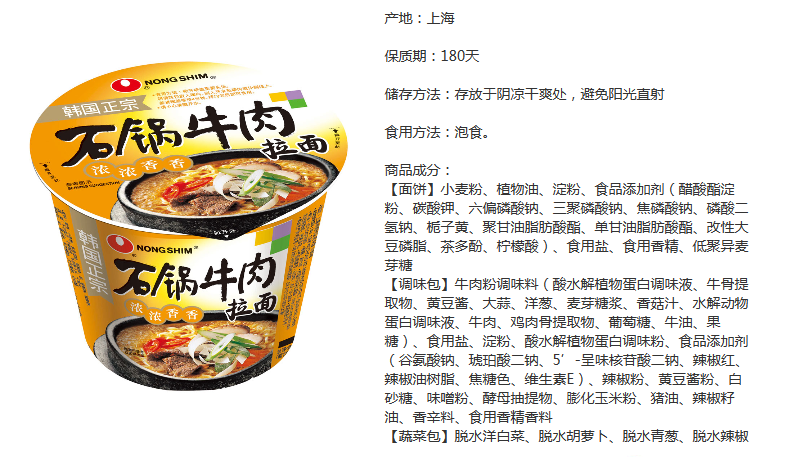 NONGSHIM
韩国正宗
石锅牛肉
拉面
浓浓香香
NONGSHIM
韩国正宗
石锅牛肉
拉面
浓浓香香
产地：上海
保质期：180天
储存方法：存放于阴凉干爽处，避免阳光直射
食用方法：泡食。
商品成分：
【面饼】小麦粉、植物油、淀粉、食品添加剂（醋酸酯淀
粉、碳酸钾、六偏磷酸钠、三聚磷酸钠、焦磷酸钠、磷酸二
氢钠、栀子黄、聚甘油脂肪酸酯、单甘油脂肪酸酯、改性大
豆磷脂、茶多酚、柠檬酸）、食用盐、食用香精、低聚异麦
芽糖
【调味包】牛肉粉调味料（酸水解植物蛋白调味液、牛骨提
取物、黄豆酱、大蒜、洋葱、麦芽糖浆、香菇汁、水解动物
蛋白调味液、牛肉、鸡肉骨提取物、葡萄糖、牛油、果
糖）、食用盐、淀粉、酸水解植物蛋白调味粉、食品添加剂
（谷氨酸钠、琥珀酸二钠、5′-呈味核苷酸二钠、辣椒红、
辣椒油树脂、焦糖色、维生素E）、辣椒粉、黄豆酱粉、白
砂糖、味噌粉、酵母抽提物、膨化玉米粉、猪油、辣椒籽
油、香辛料、食用香精香料
【蔬菜包】脱水洋白菜、脱水胡萝卜、脱水青葱、脱水辣椒